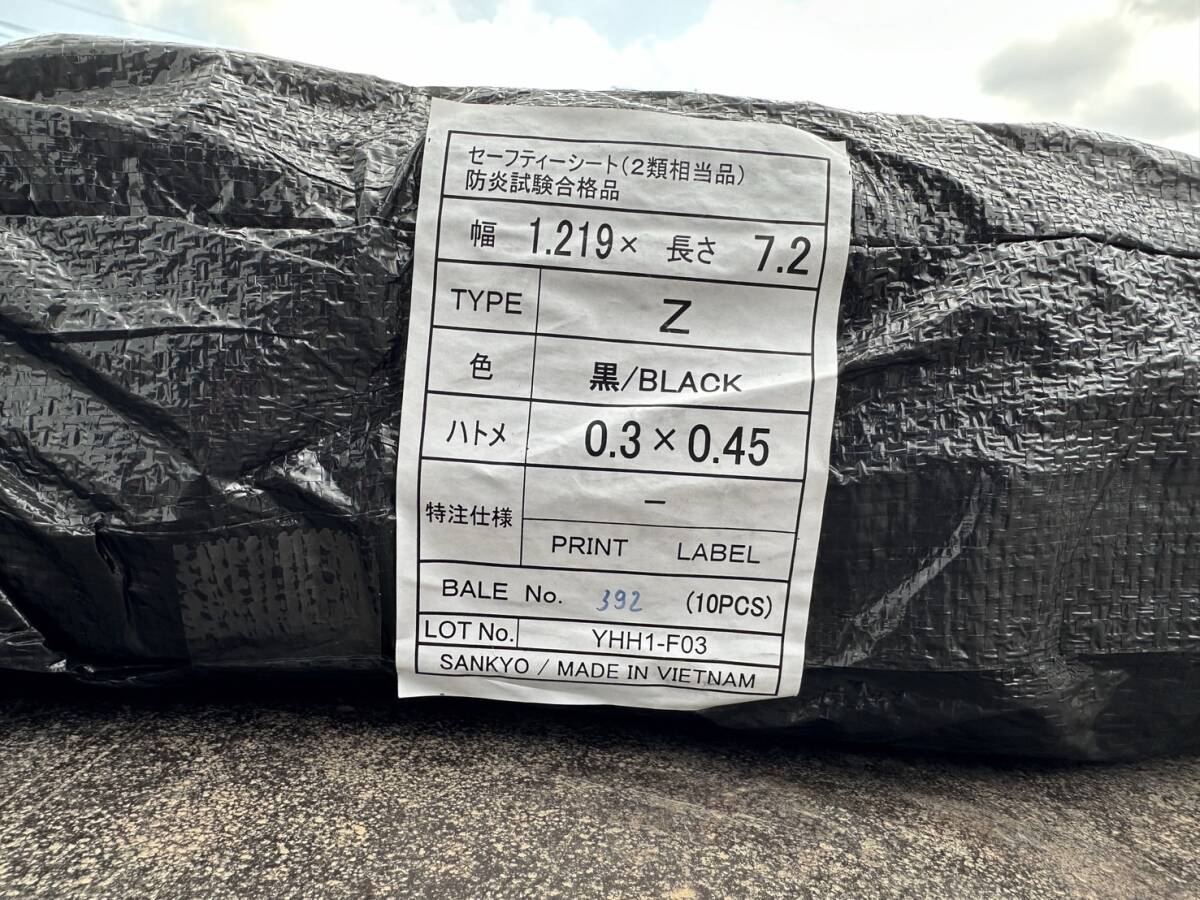 セーフティーシート(2類相当品)
防炎試験合格品
幅 1.219× 長さ 7.2
TYPE Z
色 黒/BLACK
ハトメ 0.3×0.45
特注仕様 －
PRINT LABEL
BALE No. 392 (10PCS)
LOT No. YHH1-F03
SANKYO / MADE IN VIETNAM